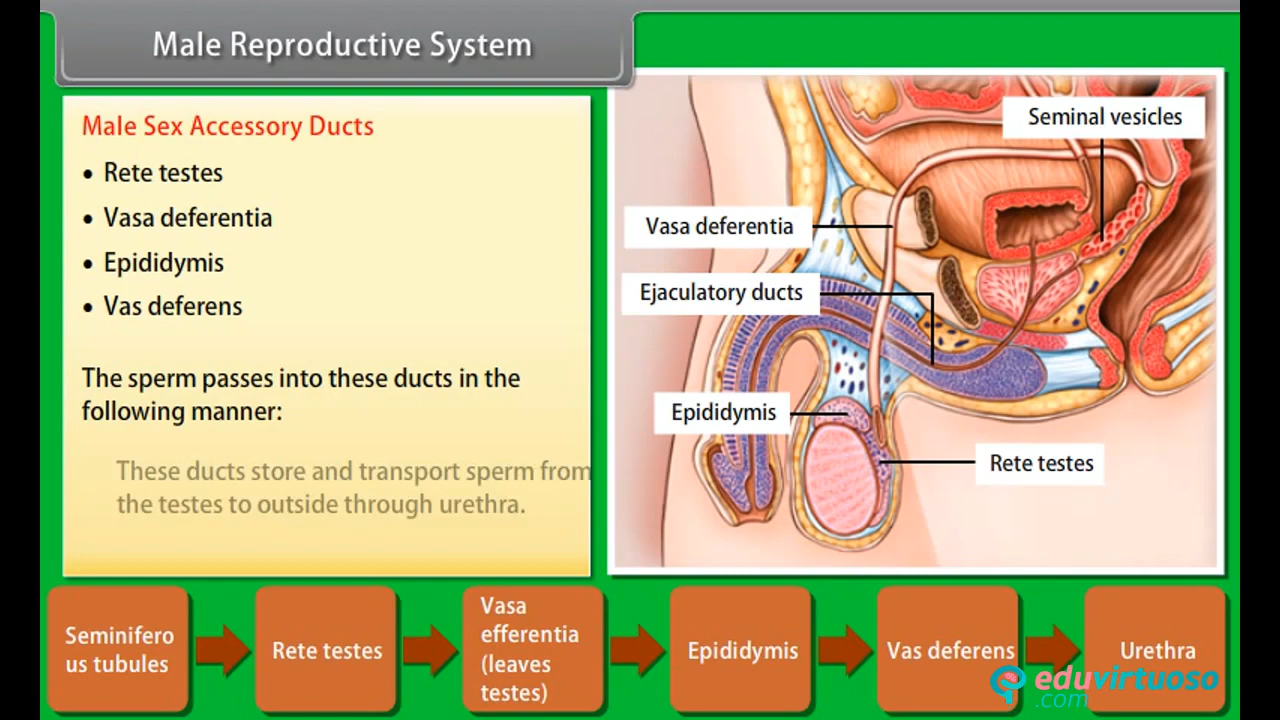 Male Reproductive System
Male Sex Accessory Ducts
• Rete testes
• Vasa deferentia
• Epididymis
• Vas deferens
The sperm passes into these ducts in the
following manner:
These ducts store and transport sperm from
the testes to outside through urethra.
Seminal vesicles
Vasa deferentia
Ejaculatory ducts
Epididymis
Rete testes
Seminifero
us tubules
Rete testes
Vasa
efferentia
(leaves
testes)
Epididymis
Vas deferens
Urethra
eduvirtuoso
.com